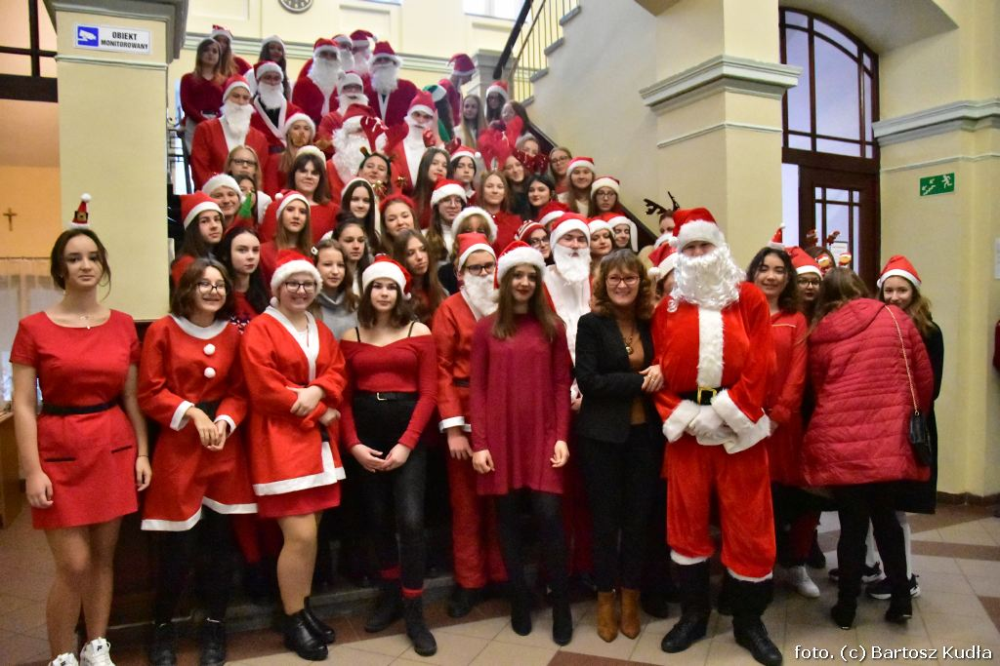 OBIEKT
MONITOROWANY
foto. (c) Bartosz Kudła